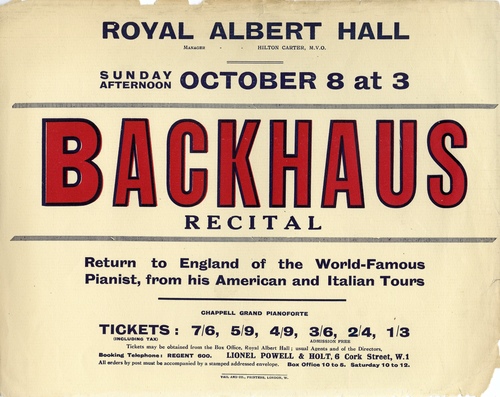 ROYAL ALBERT HALL
MANAGER - - HILTON CARTER, M.V.O.
SUNDAY AFTERNOON OCTOBER 8 at 3
BACKHAUS
RECITAL
Return to England of the World-Famous
Pianist, from his American and Italian Tours
CHAPPELL GRAND PIANOFORTE
TICKETS: 7/6, 5/9, 4/9, 3/6, 2/4, 1/3
(INCLUDING TAX) ADMISSION FREE
Tickets may be obtained from the Box Office, Royal Albert Hall; usual Agents and of the Directors,
Booking Telephone: REGENT 600. LIONEL POWELL & HOLT, 6 Cork Street, W.1
All orders by post must be accompanied by a stamped addressed envelope. Box Office 10 to 5. Saturday 10 to 12.
VAIL AND CO., PRINTERS, LONDON, W.